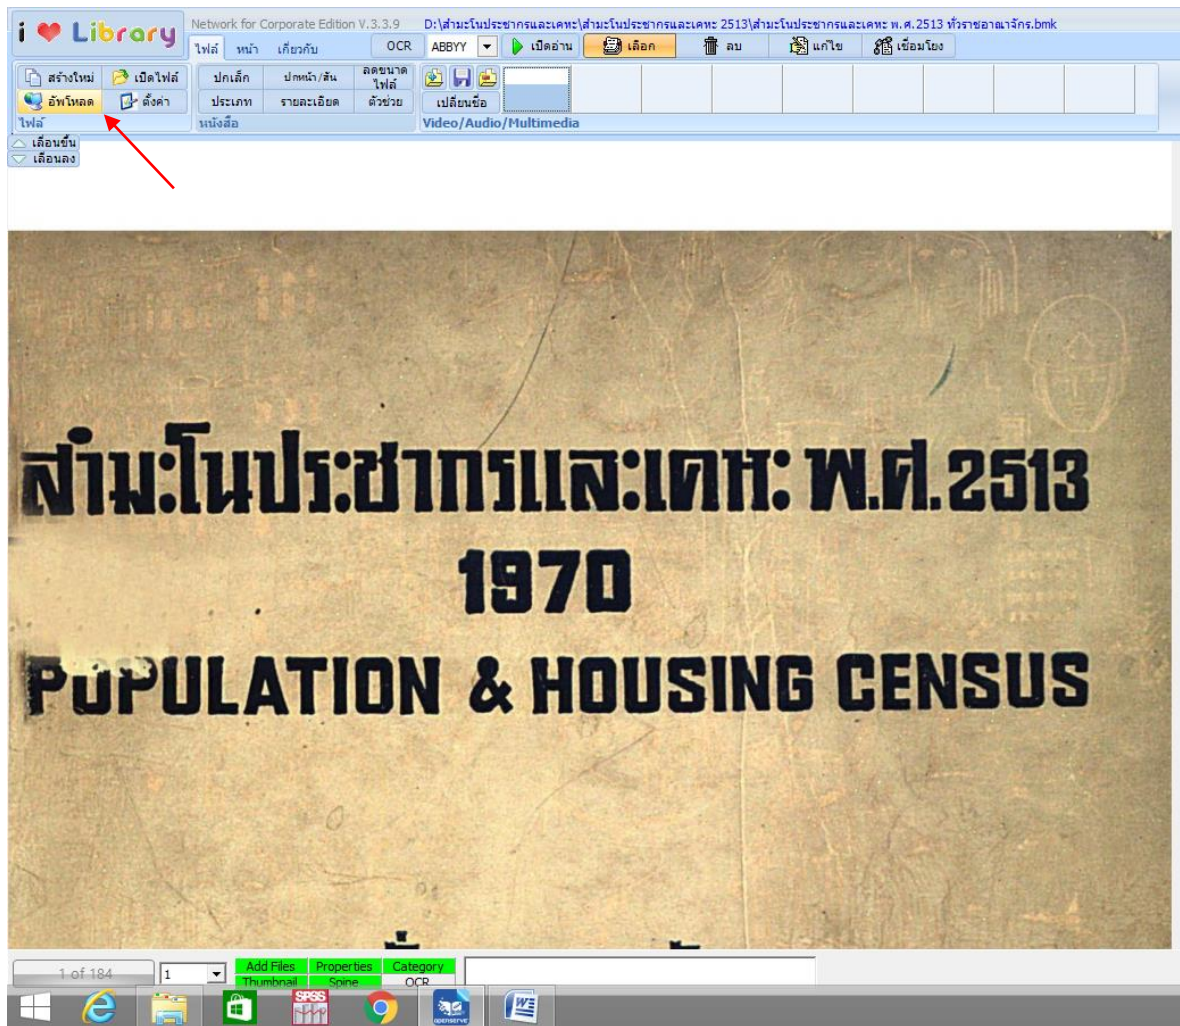 i ❤ Library
Network for Corporate Edition V.3.3.9
D:\สำมะโนประชากรและเคหะ\สำมะโนประชากรและเคหะ 2513\สำมะโนประชากรและเคหะ พ.ศ.2513 ทั่วราชอาณาจักร.bmk
ไฟล์ หน้า เกี่ยวกับ OCR ABBYY เปิดอ่าน เลือก ลบ แก้ไข เชื่อมโยง
สร้างใหม่ เปิดไฟล์ ปกเล็ก ปกหน้า/สัน ลดขนาดไฟล์
อัพโหลด ตั้งค่า ประเภท รายละเอียด ตัวช่วย เปลี่ยนชื่อ
ไฟล์ หนังสือ Video/Audio/Multimedia
เลื่อนขึ้น
เลื่อนลง
สำมะโนประชากรและเคหะ พ.ศ.2513
1970
POPULATION & HOUSING CENSUS
1 of 184 1 Add Files Properties Category
Thumbnail Spine OCR
SPSS
openserve